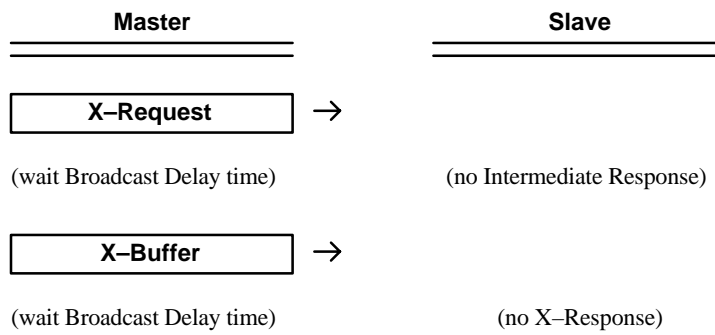 Master Slave
X–Request →
(wait Broadcast Delay time) (no Intermediate Response)
X–Buffer →
(wait Broadcast Delay time) (no X–Response)